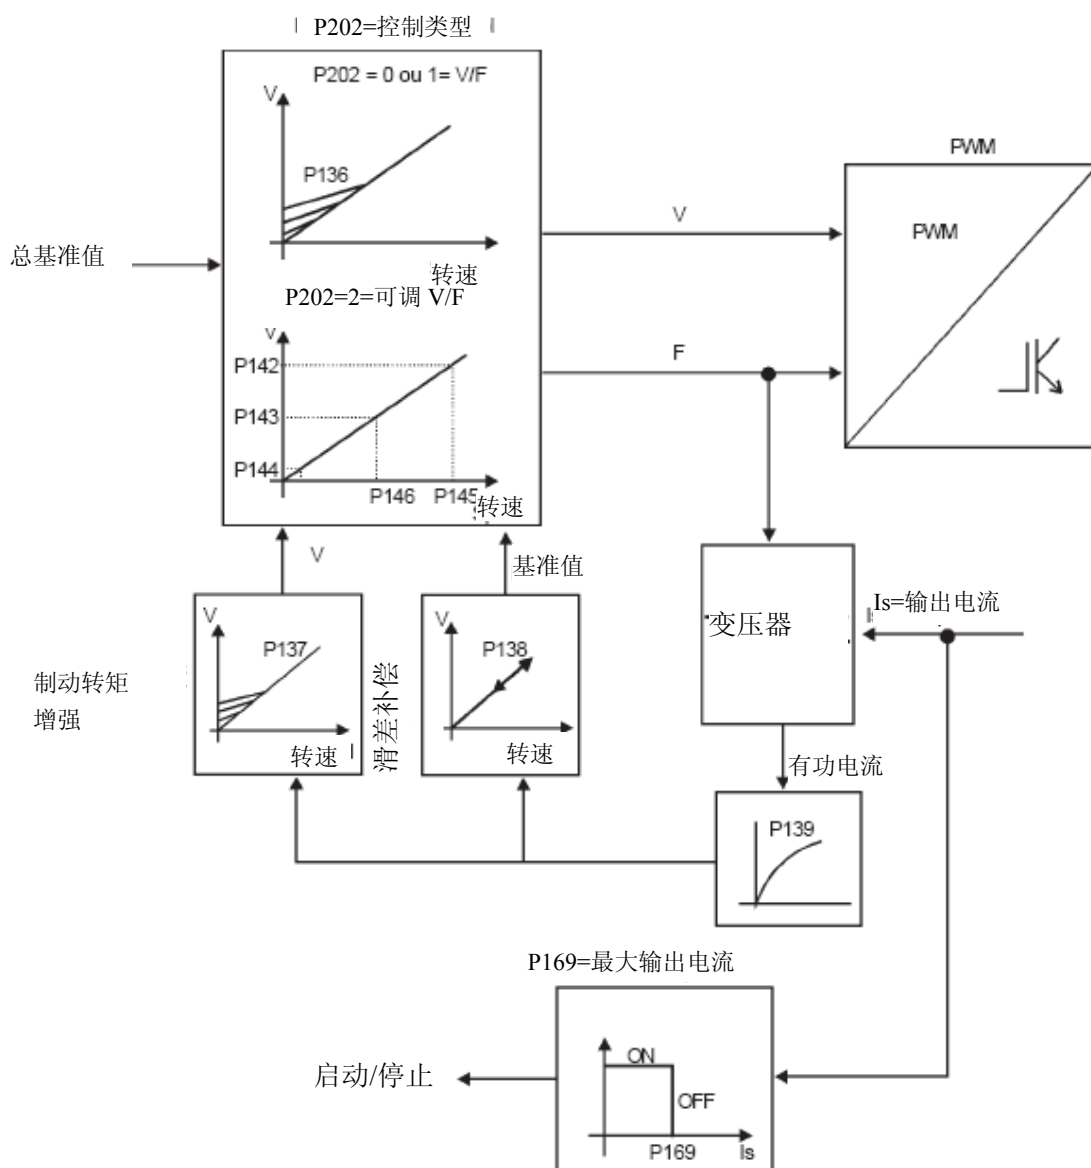 P202=控制类型
P202 = 0 ou 1= V/F
V
P136
转速
总基准值
P202=2=可调 V/F
V
P142
P143
P144
P146
P145
转速
V
F
PWM
PWM
V
基准值
变压器
Is=输出电流
制动转矩
增强
V
P137
转速
滑差补偿
V
P138
转速
有功电流
P139
P169=最大输出电流
启动/停止
ON
OFF
P169
Is